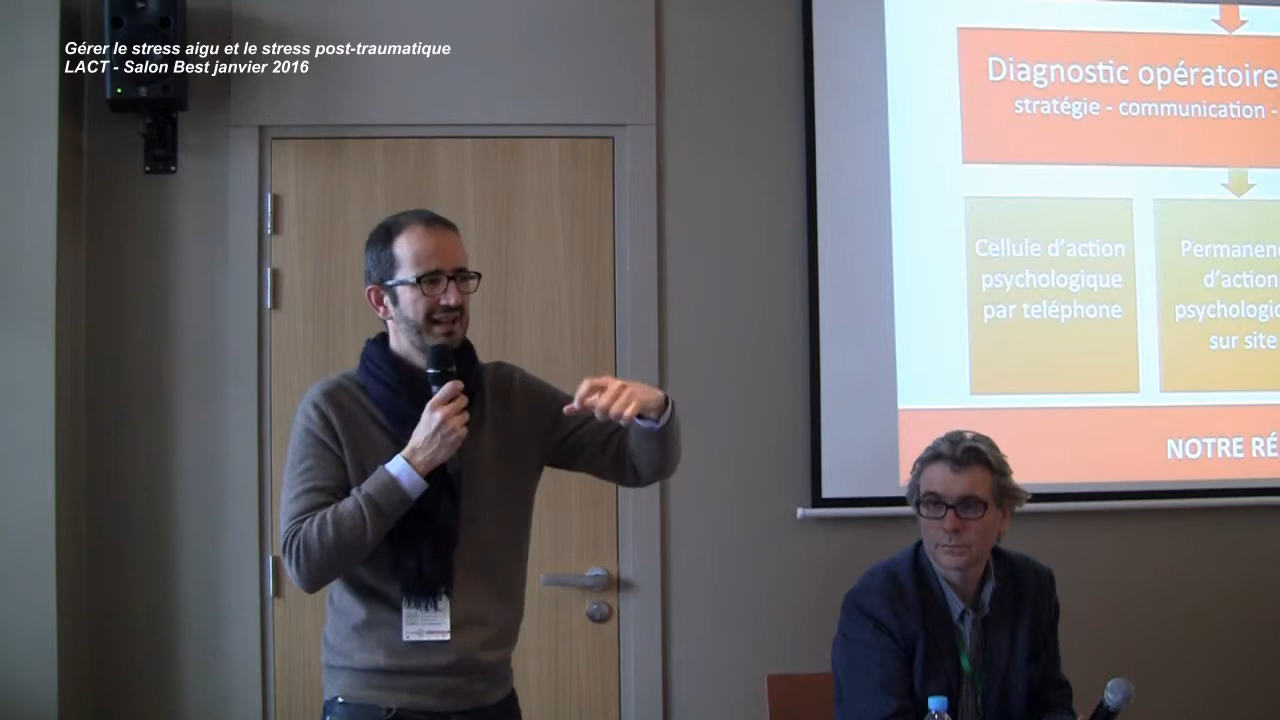 Gérer le stress aigu et le stress post-traumatique
LACT - Salon Best janvier 2016
Diagnostic opératoire
stratégie - communication -
Cellule d'action
psychologique
par teléphone
d'action
sur site
NOTRE